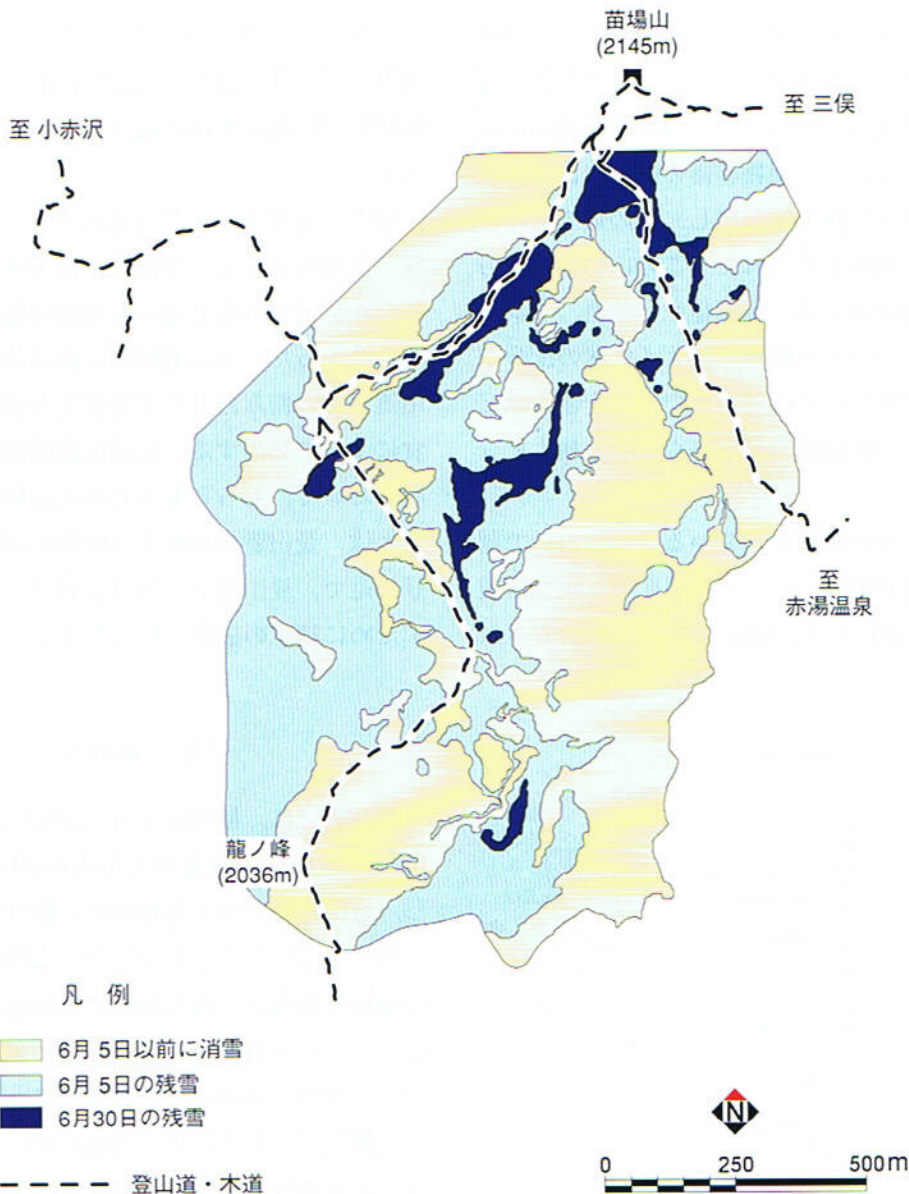 苗場山
(2145m)
至 三俣
至 小赤沢
至
赤湯温泉
龍ノ峰
(2036m)
凡 例
6月 5日以前に消雪
6月 5日の残雪
6月30日の残雪
登山道・木道
N
0 250 500m